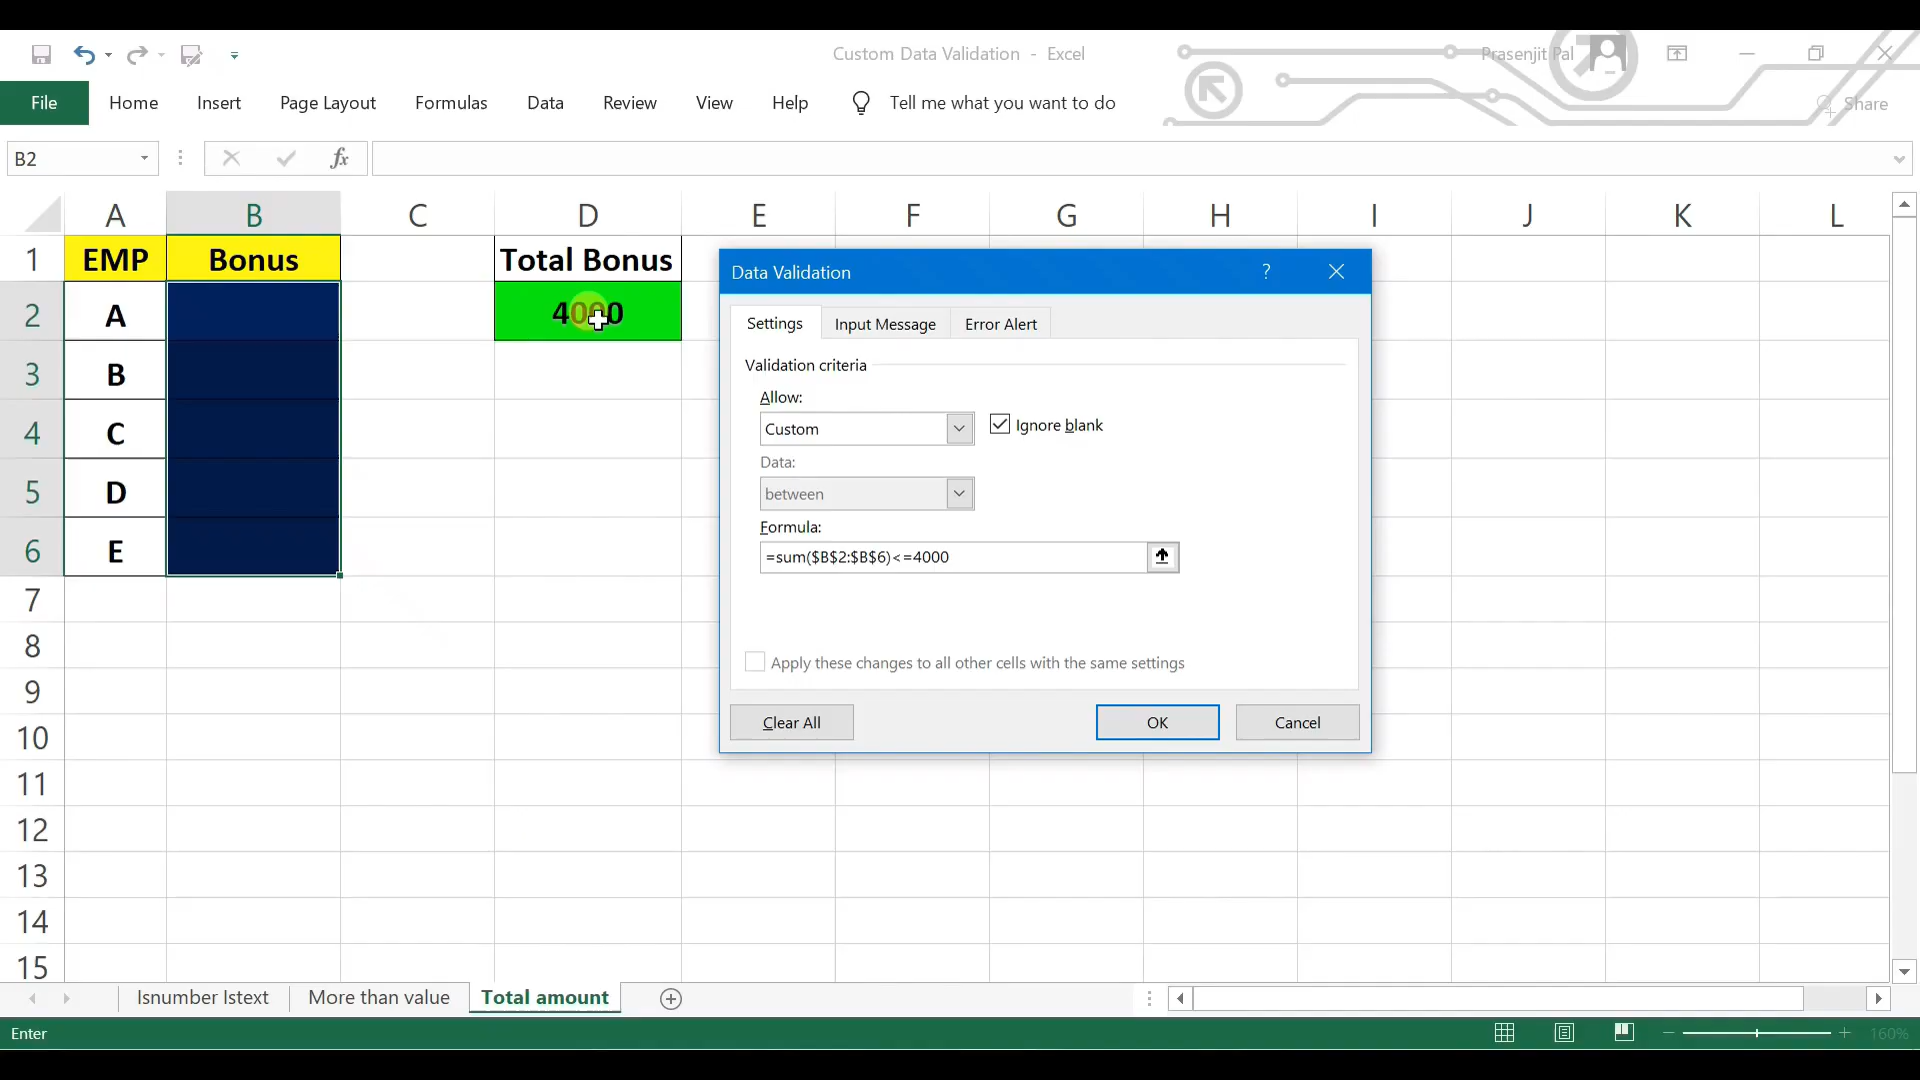 Custom Data Validation - Excel
Prasenjit Pal
File Home Insert Page Layout Formulas Data Review View Help Tell me what you want to do Share
B2 fx
A B C D E F G H I J K L
1 EMP Bonus Total Bonus
2 A 4000
3 B
4 C
5 D
6 E
7
8
9
10
11
12
13
14
15
Data Validation ?
Settings Input Message Error Alert
Validation criteria
Allow:
Custom Ignore blank
Data:
between
Formula:
=sum($B$2:$B$6)<=4000
Apply these changes to all other cells with the same settings
Clear All OK Cancel
Isnumber Istext More than value Total amount
Enter 160%